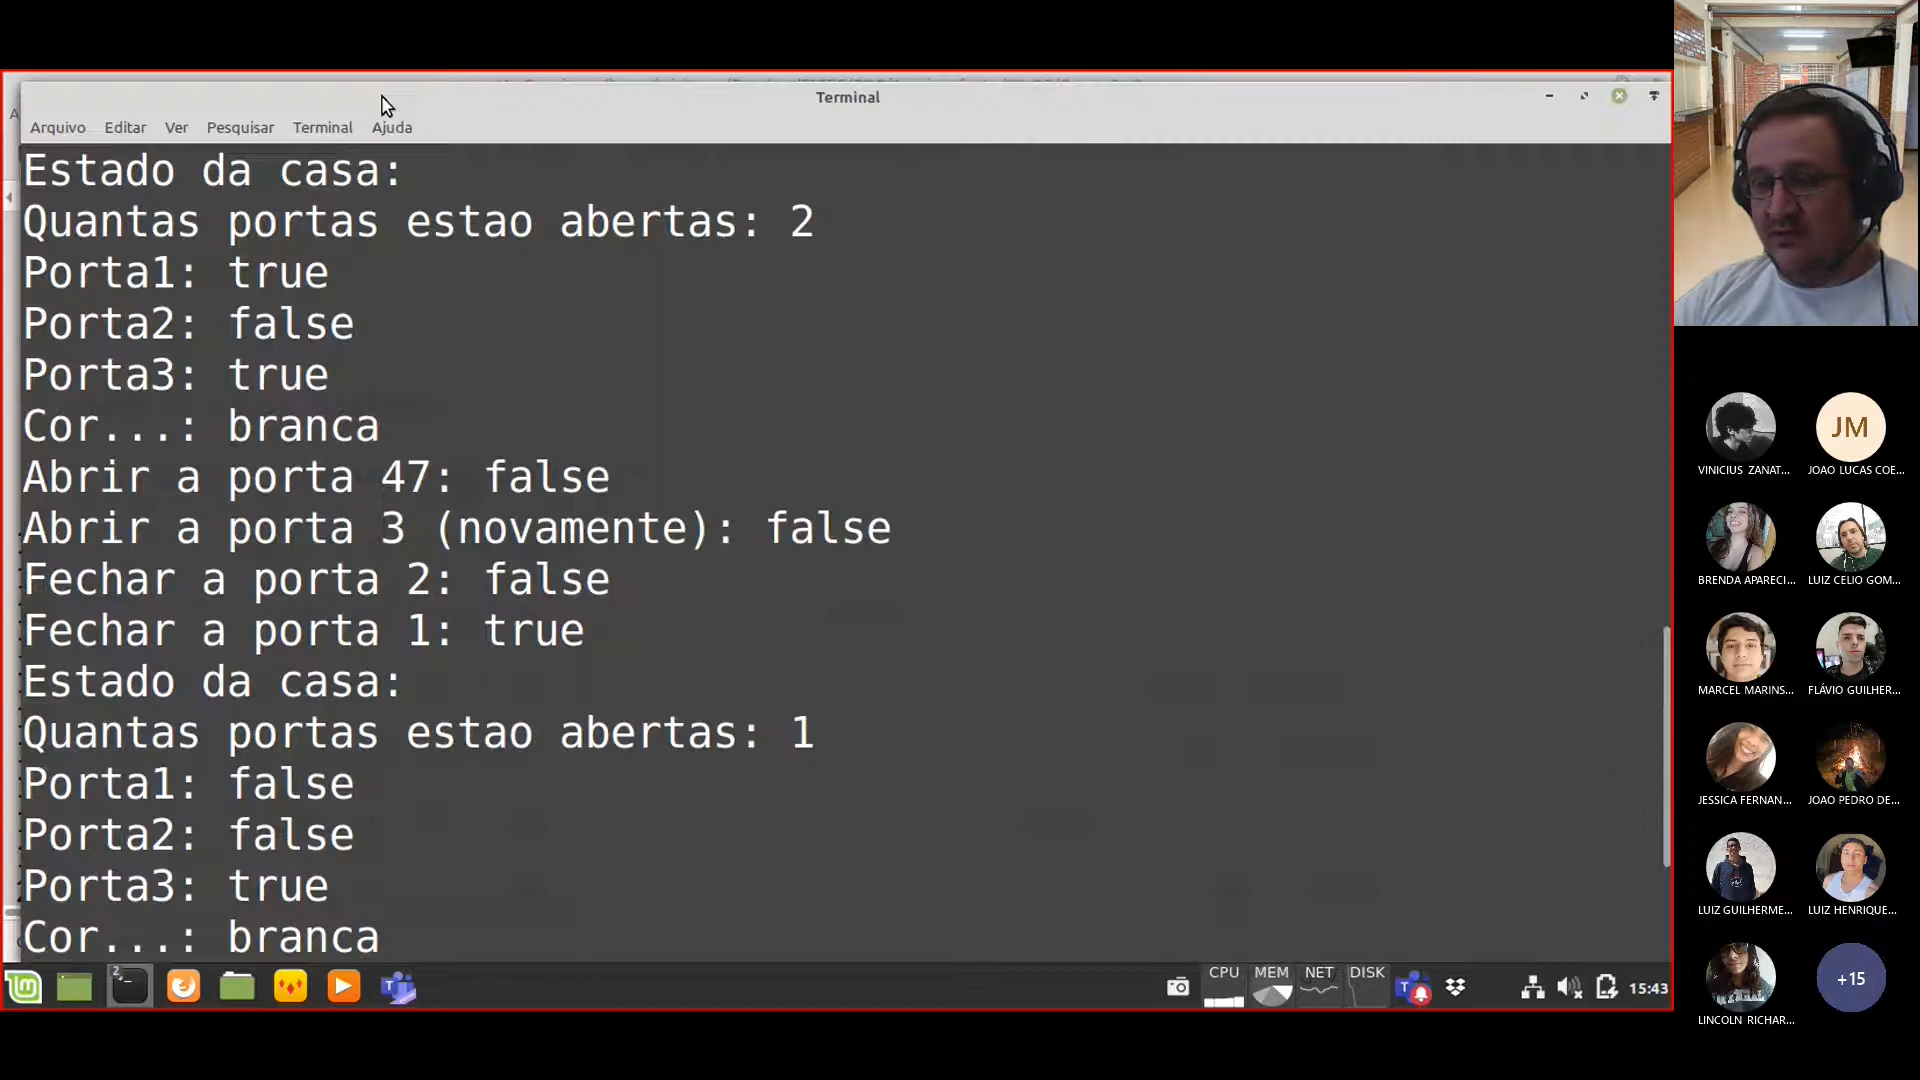 Terminal
Arquivo Editar Ver Pesquisar Terminal Ajuda
Estado da casa:
Quantas portas estao abertas: 2
Porta1: true
Porta2: false
Porta3: true
Cor...: branca
Abrir a porta 47: false
Abrir a porta 3 (novamente): false
Fechar a porta 2: false
Fechar a porta 1: true
Estado da casa:
Quantas portas estao abertas: 1
Porta1: false
Porta2: false
Porta3: true
Cor...: branca
2
CPU MEM NET DISK
15:43
JM
VINICIUS ZANAT... JOAO LUCAS COE...
BRENDA APARECI... LUIZ CELIO GOM...
MARCEL MARINS... FLÁVIO GUILHER...
JESSICA FERNAN... JOAO PEDRO DE...
LUIZ GUILHERME... LUIZ HENRIQUE...
+15
LINCOLN RICHAR...